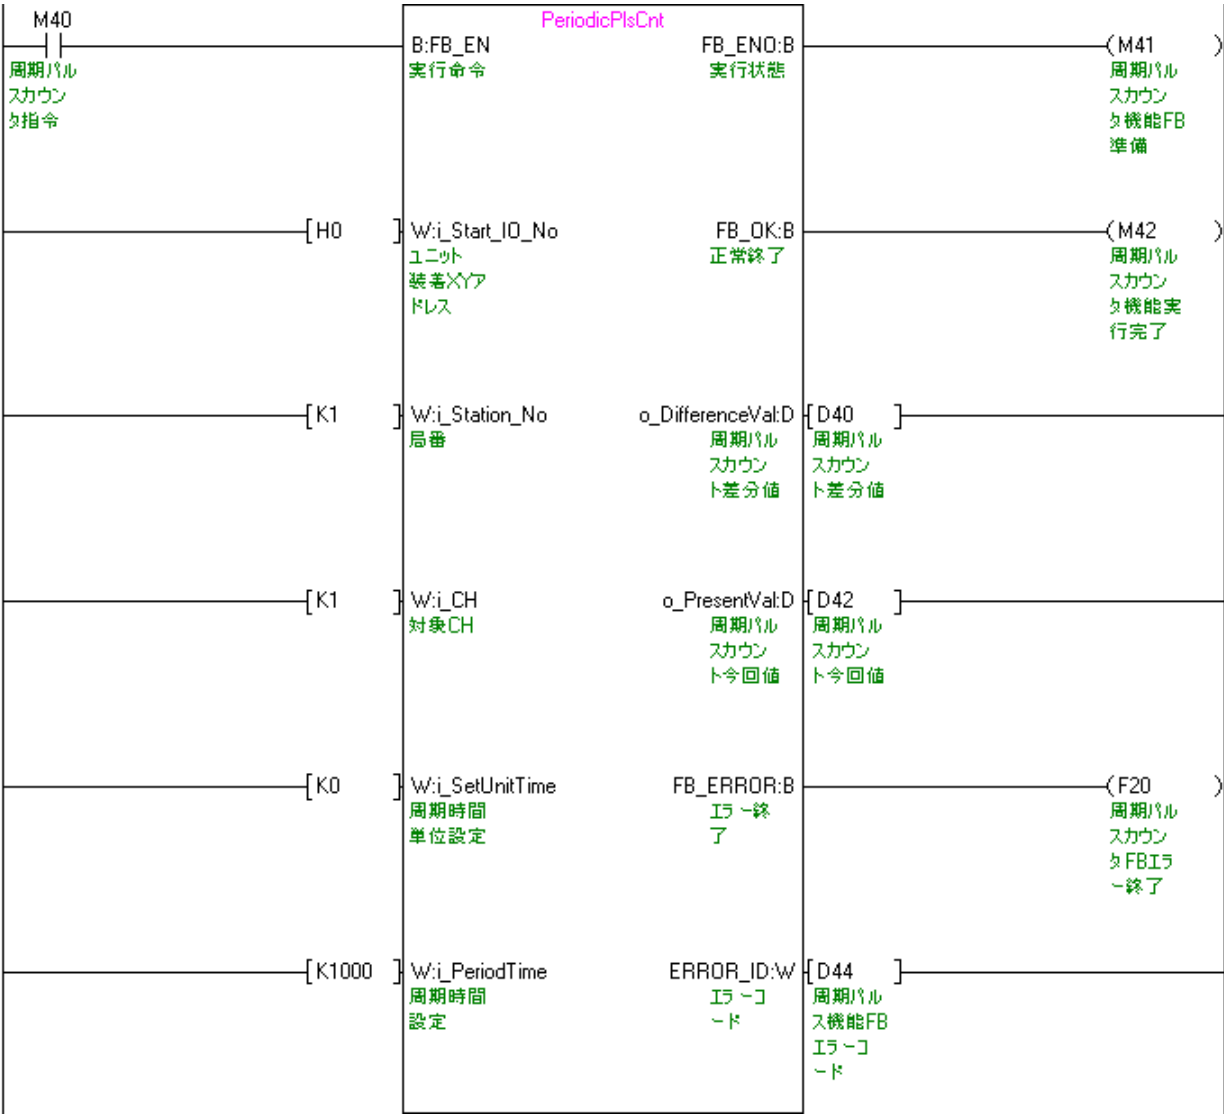 M40
PeriodicPlsCnt
B:FB_EN
FB_ENO:B
(M41 )
周期パル
スカウン
タ指令
実行命令
実行状態
周期パル
スカウン
タ機能FB
準備
[H0 ]
W:i_Start_IO_No
FB_OK:B
(M42 )
ユニット
装着XYア
ドレス
正常終了
周期パル
スカウン
タ機能実
行完了
[K1 ]
W:i_Station_No
o_DifferenceVal:D
[D40 ]
局番
周期パル
スカウン
ト差分値
周期パル
スカウン
ト差分値
[K1 ]
W:i_CH
o_PresentVal:D
[D42 ]
対象CH
周期パル
スカウン
ト今回値
周期パル
スカウン
ト今回値
[K0 ]
W:i_SetUnitTime
FB_ERROR:B
(F20 )
周期時間
単位設定
エラー終
了
周期パル
スカウン
タFBエラ
ー終了
[K1000 ]
W:i_PeriodTime
ERROR_ID:W
[D44 ]
周期時間
設定
エラーコ
ード
周期パル
ス機能FB
エラーコ
ード